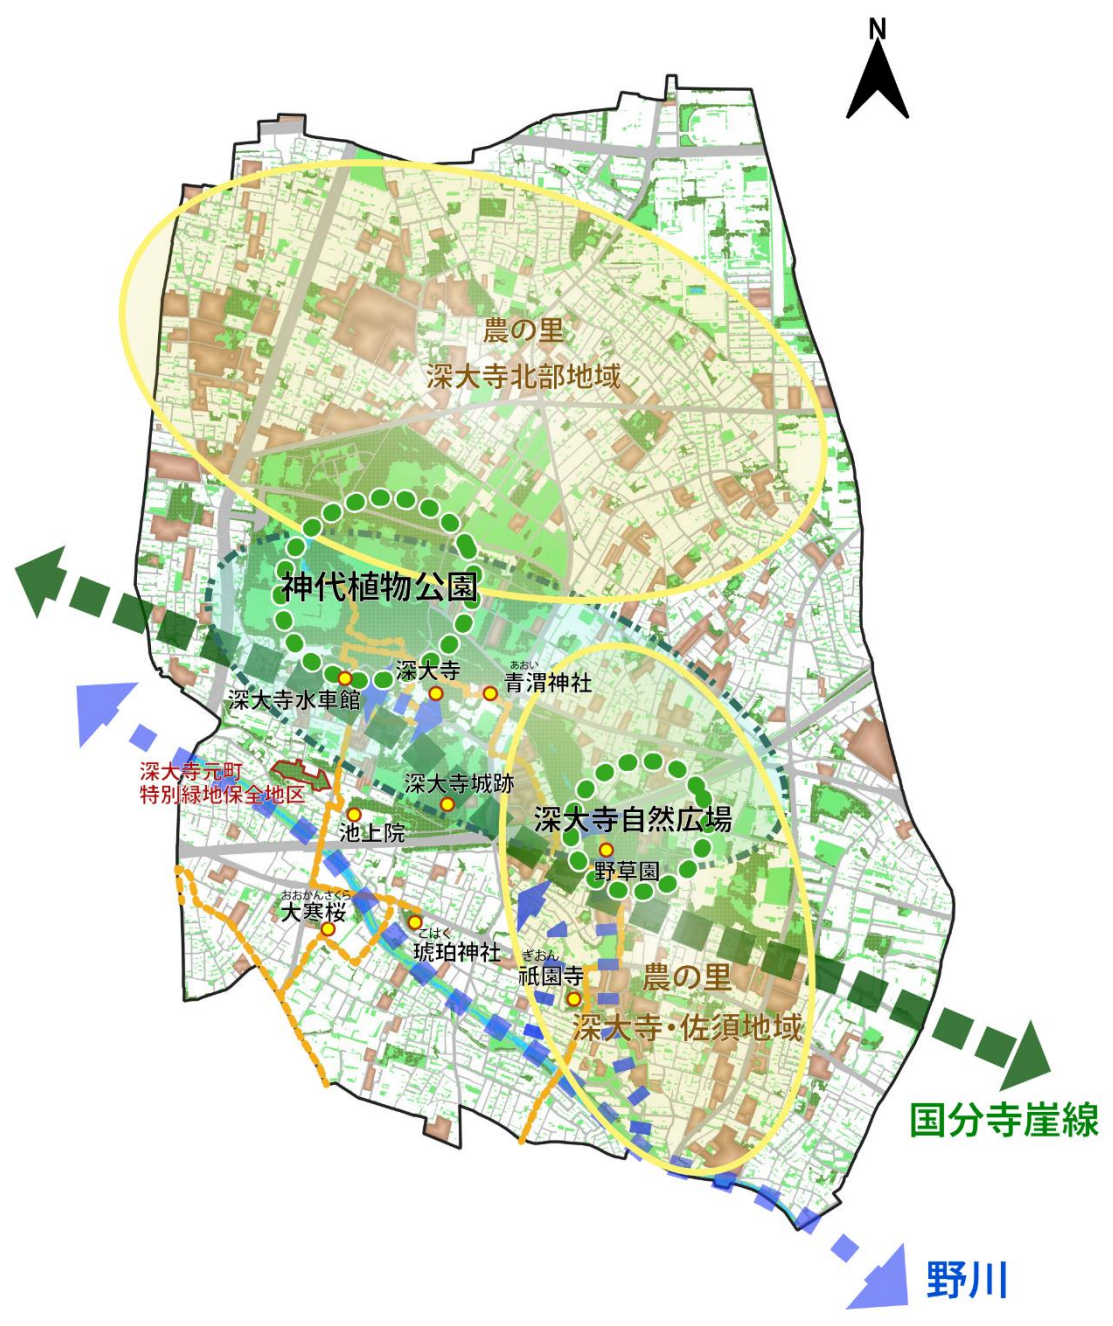 N
農の里
深大寺北部地域
神代植物公園
深大寺
あおい
青渭神社
深大寺水車館
深大寺元町
特別緑地保全地区
深大寺城跡
池上院
深大寺自然広場
野草園
おおかんざくら
大寒桜
こはく
琥珀神社
ぎおん
祇園寺
農の里
深大寺・佐須地域
国分寺崖線
野川